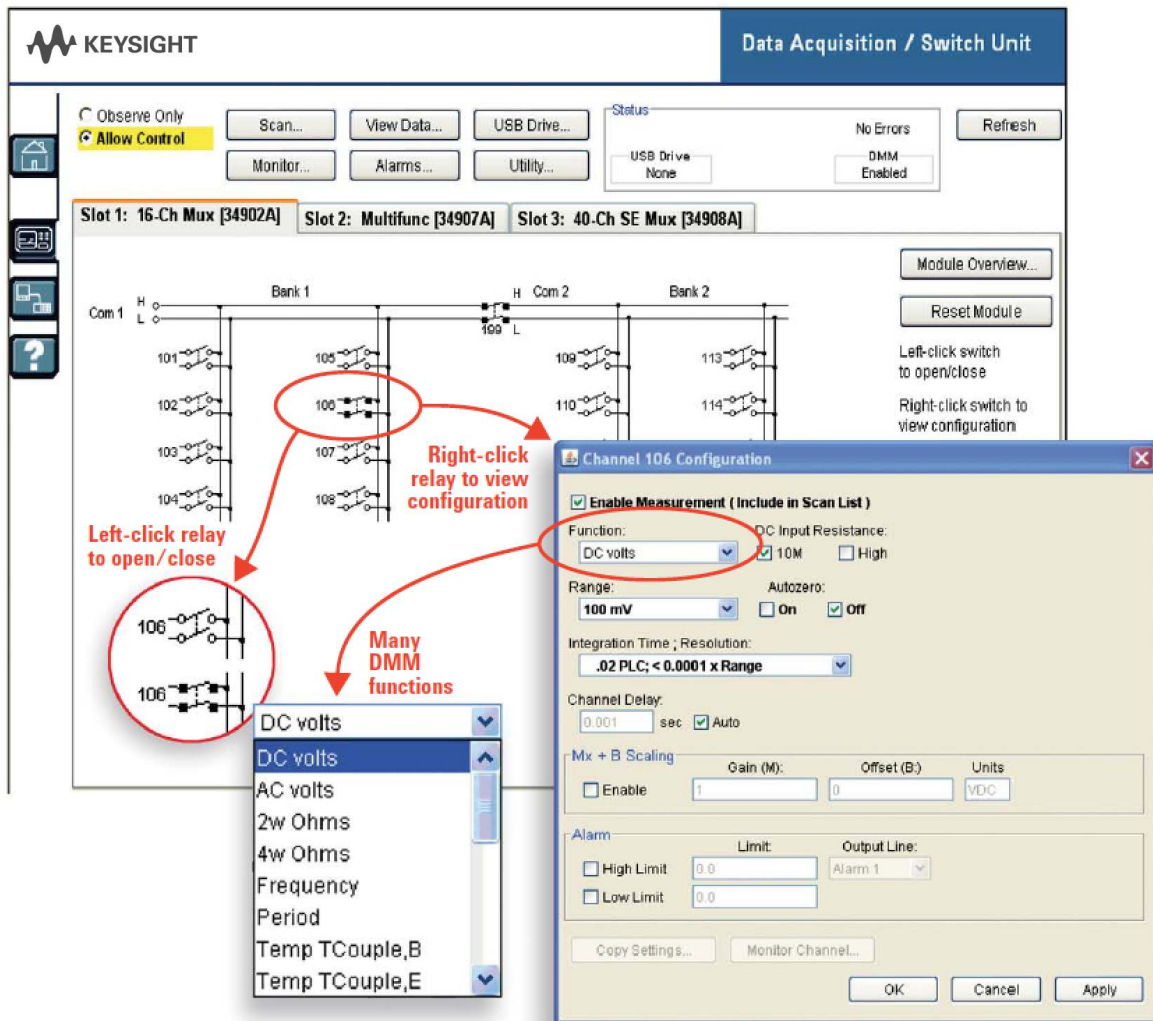 KEYSIGHT
Data Acquisition / Switch Unit
Observe Only
Allow Control
Scan...
View Data...
USB Drive...
Monitor...
Alarms...
Utility...
Status
No Errors
USB Drive
None
DMM
Enabled
Refresh
Slot 1: 16-Ch Mux [34902A]
Slot 2: Multifunc [34907A]
Slot 3: 40-Ch SE Mux [34908A]
Module Overview...
Reset Module
Left-click switch
to open/close
Right-click switch to
view configuration
Com 1
H
L
Bank 1
H Com 2
Bank 2
199 L
101
105
109
113
102
106
110
114
103
107
104
108
Right-click
relay to view
configuration
Left-click relay
to open/close
106
106
Many
DMM
functions
DC volts
DC volts
AC volts
2w Ohms
4w Ohms
Frequency
Period
Temp TCouple,B
Temp TCouple,E
Channel 106 Configuration
Enable Measurement ( Include in Scan List )
Function:
DC Input Resistance:
DC volts
10M
High
Range:
Autozero:
100 mV
On
Off
Integration Time ; Resolution:
.02 PLC; < 0.0001 x Range
Channel Delay:
0.001 sec Auto
Mx + B Scaling
Gain (M):
Offset (B:)
Units
Enable
1
0
VDC
Alarm
Limit:
Output Line:
High Limit
0.0
Alarm 1
Low Limit
0.0
Copy Settings...
Monitor Channel...
OK
Cancel
Apply